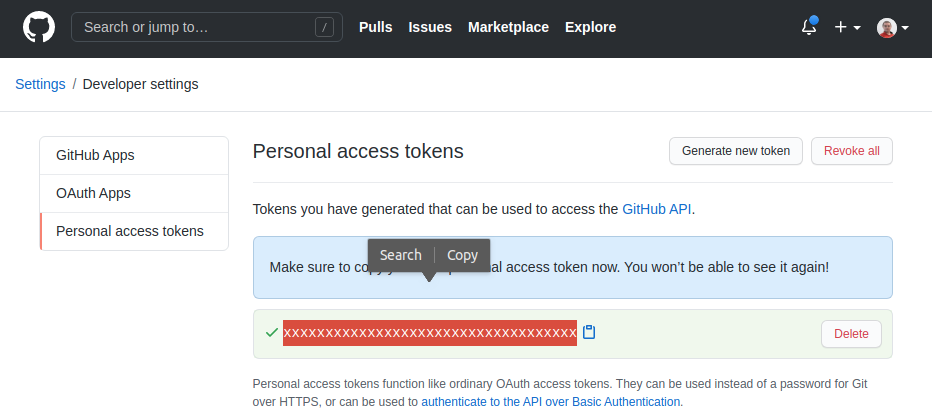 Search or jump to… /
Pulls Issues Marketplace Explore
Settings / Developer settings
GitHub Apps
OAuth Apps
Personal access tokens
Personal access tokens
Generate new token
Revoke all
Tokens you have generated that can be used to access the GitHub API.
Search Copy
Make sure to copy access token now. You won’t be able to see it again!
xxxxxxxxxxxxxxxxxxxxxxxxxxxxxxxxxxx
Delete
Personal access tokens function like ordinary OAuth access tokens. They can be used instead of a password for Git
over HTTPS, or can be used to authenticate to the API over Basic Authentication.